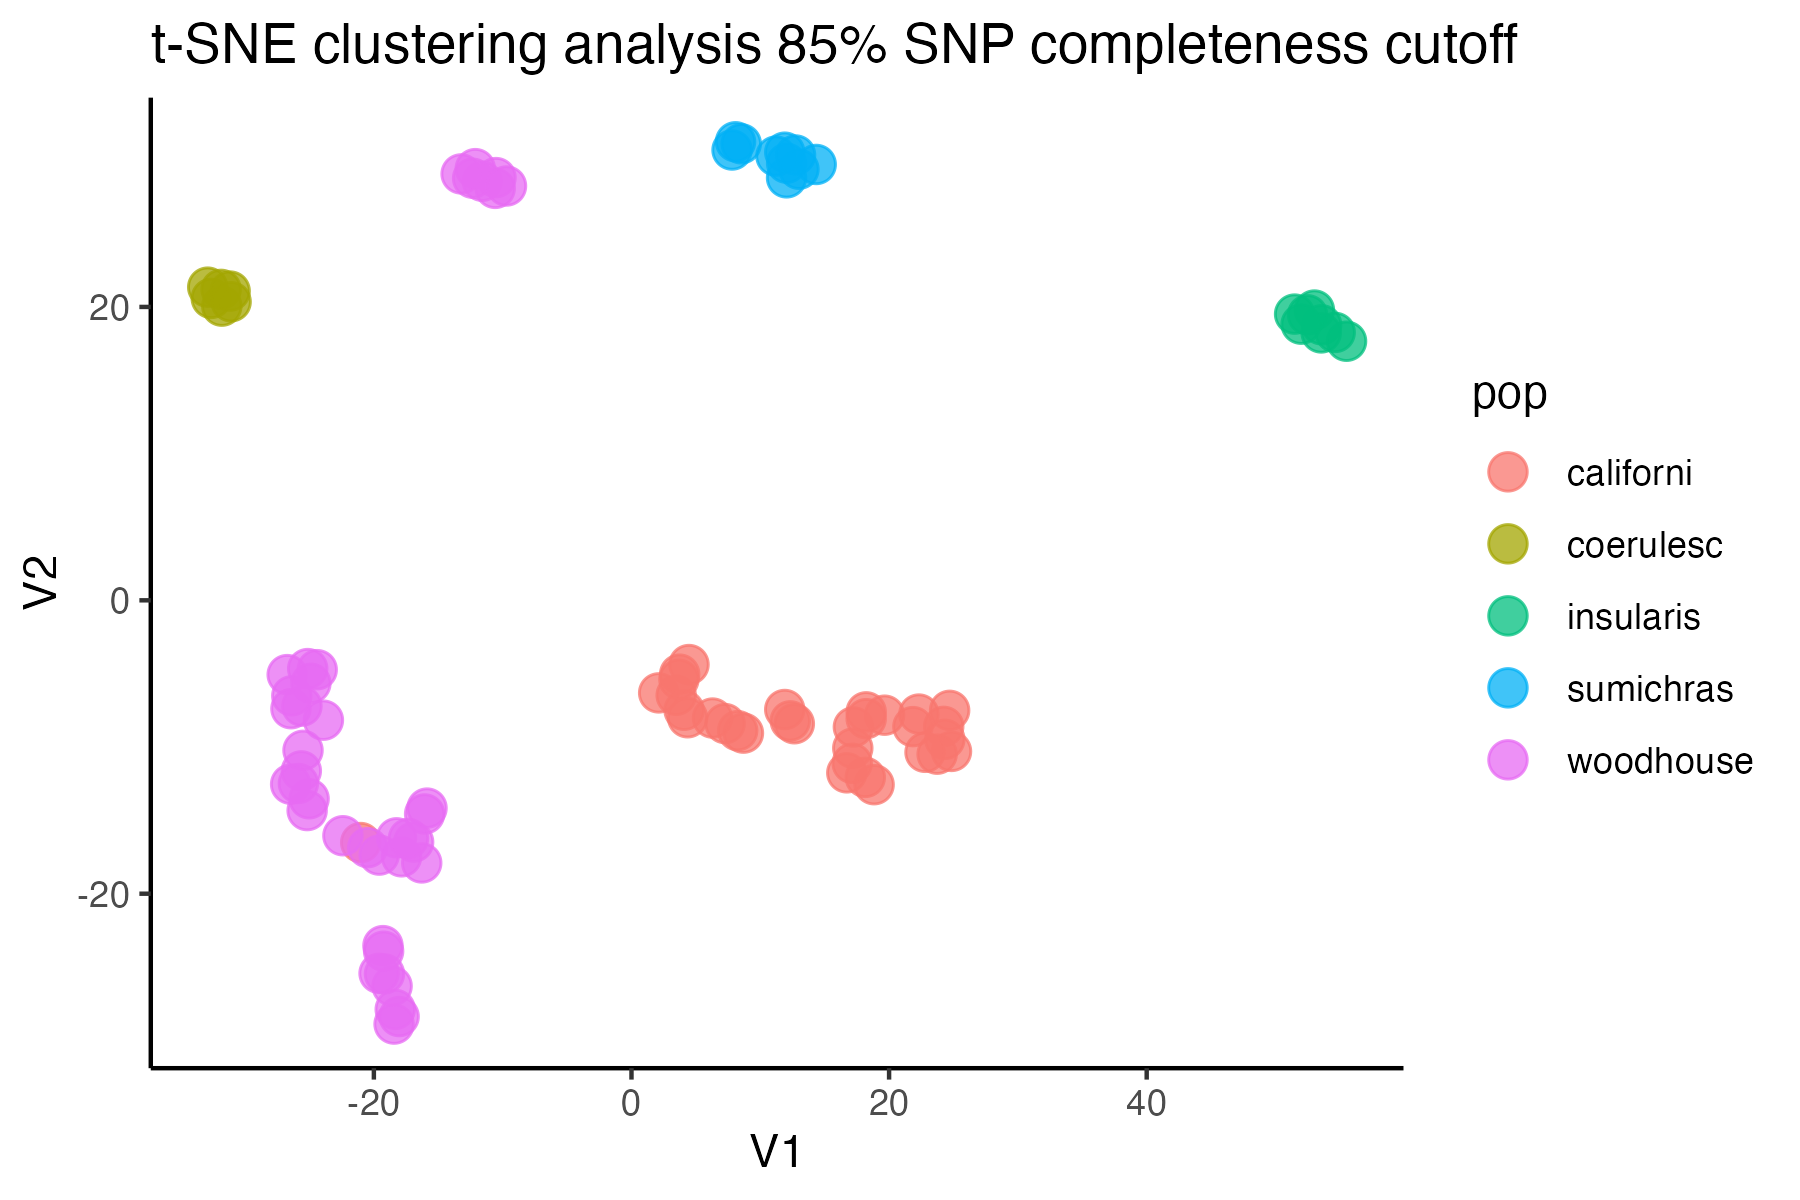 t-SNE clustering analysis 85% SNP completeness cutoff
20
0
-20
V2
-20
0
20
40
V1
pop
californi
coerulesc
insularis
sumichras
woodhouse